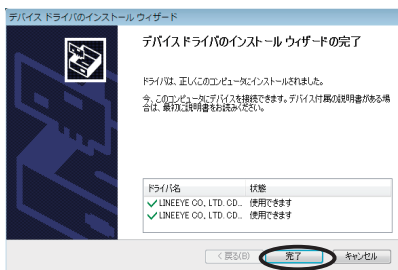 デバイス ドライバのインストール ウィザード
デバイス ドライバのインストール ウィザードの完了
ドライバは、正しくこのコンピュータにインストールされました。
今、このコンピュータにデバイスを接続できます。デバイス付属の説明書がある場
合は、最初に説明書をお読みください。
ドライバ名 状態
LINEEYE CO., LTD. CD... 使用できます
LINEEYE CO., LTD. CD... 使用できます
< 戻る(B) 完了 キャンセル